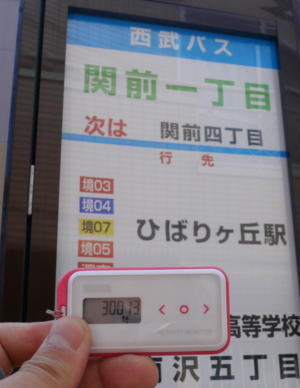 西武バス
関前一丁目
次は 関前四丁目
行先
境03
境04
境07
境05
ひばりヶ丘駅
30013
高等学校
沢五丁目